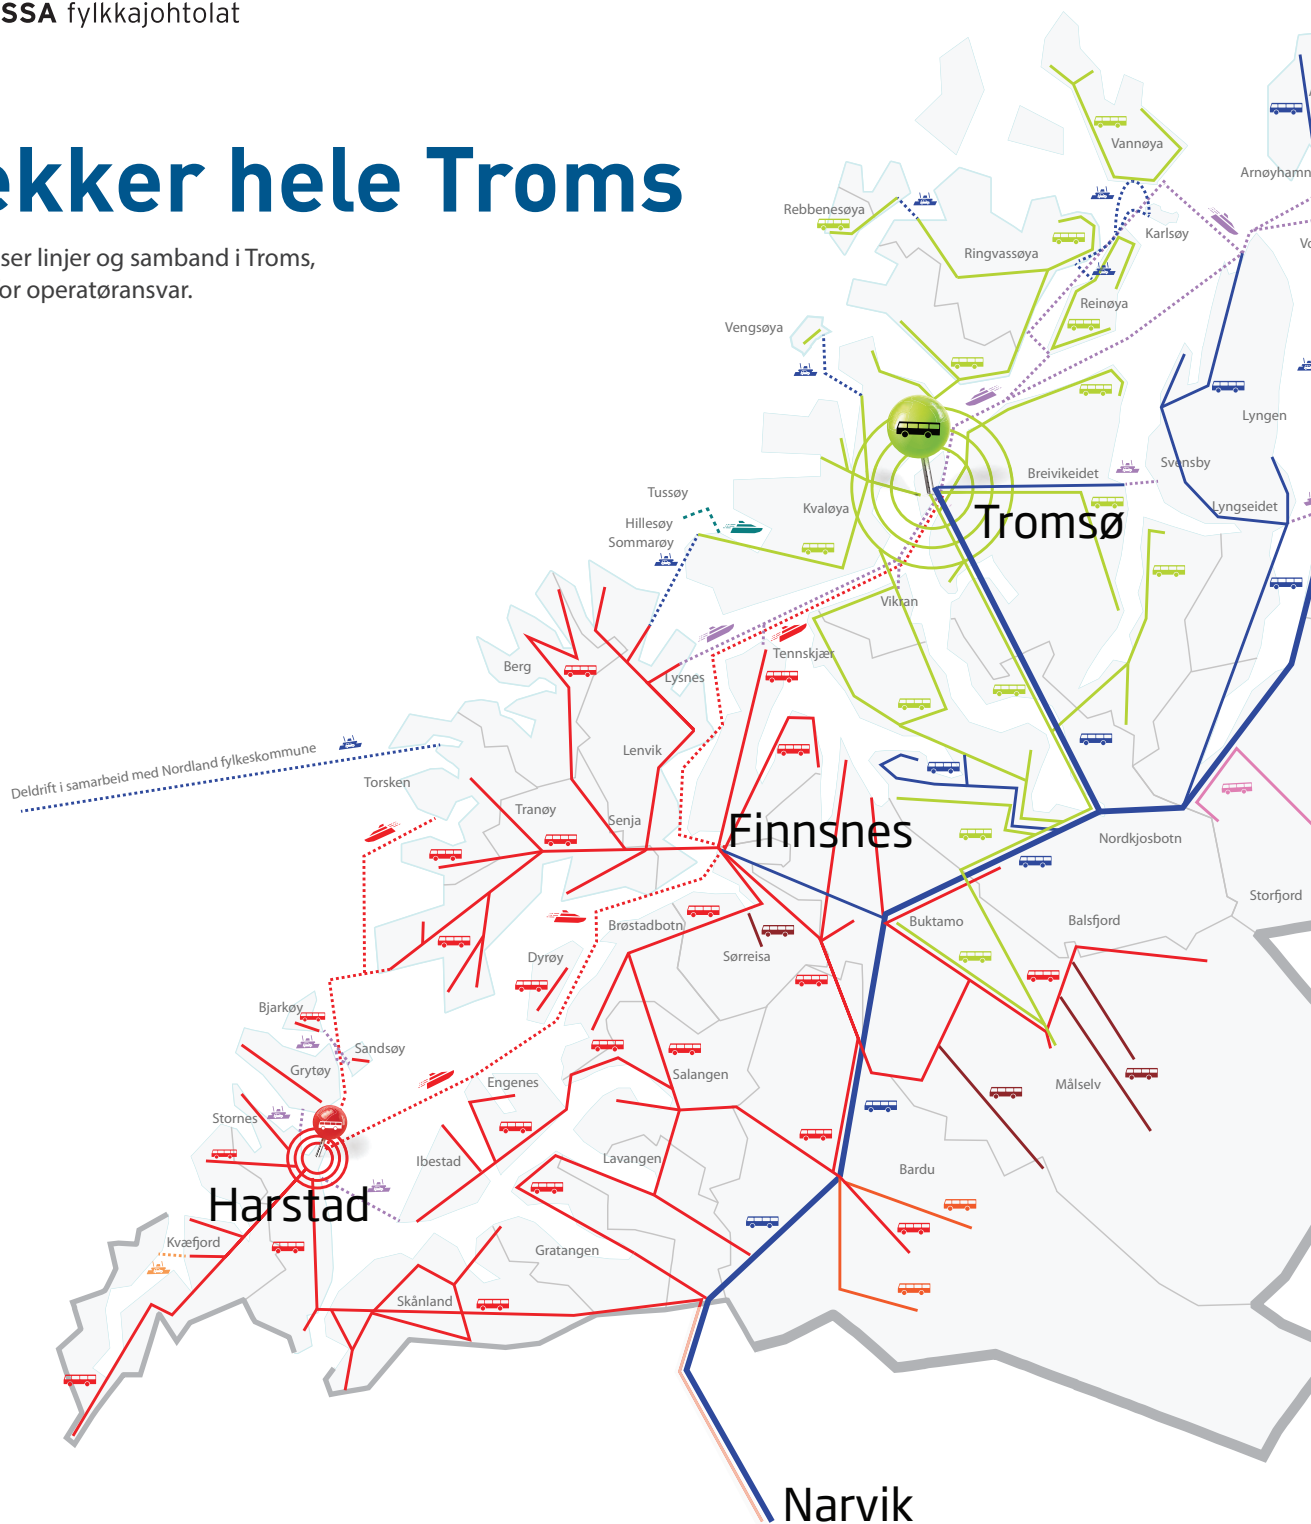 SSA fylkkajohtolat
ekker hele Troms
ser linjer og samband i Troms,
or operatøransvar.
Vannøya
Arnøyhamn
Rebbenesøya
Karlsøy
Ringvassøya
Vo
Reinøya
Vengsøya
Lyngen
Svensby
Breivikeidet
Tussøy
Kvaløya
Lyngseidet
Hillesøy
Tromsø
Sommarøy
Vikran
Tennskjær
Berg
Lysnes
Lenvik
Deldrift i samarbeid med Nordland fylkeskommune
Torsken
Tranøy
Senja
Finnsnes
Nordkjosbotn
Storfjord
Brøstadbotn
Buktamo
Balsfjord
Dyrøy
Sørreisa
Bjarkøy
Sandsøy
Grytøy
Salangen
Engenes
Målselv
Stornes
Ibestad
Lavangen
Bardu
Harstad
Kvæfjord
Gratangen
Skånland
Narvik